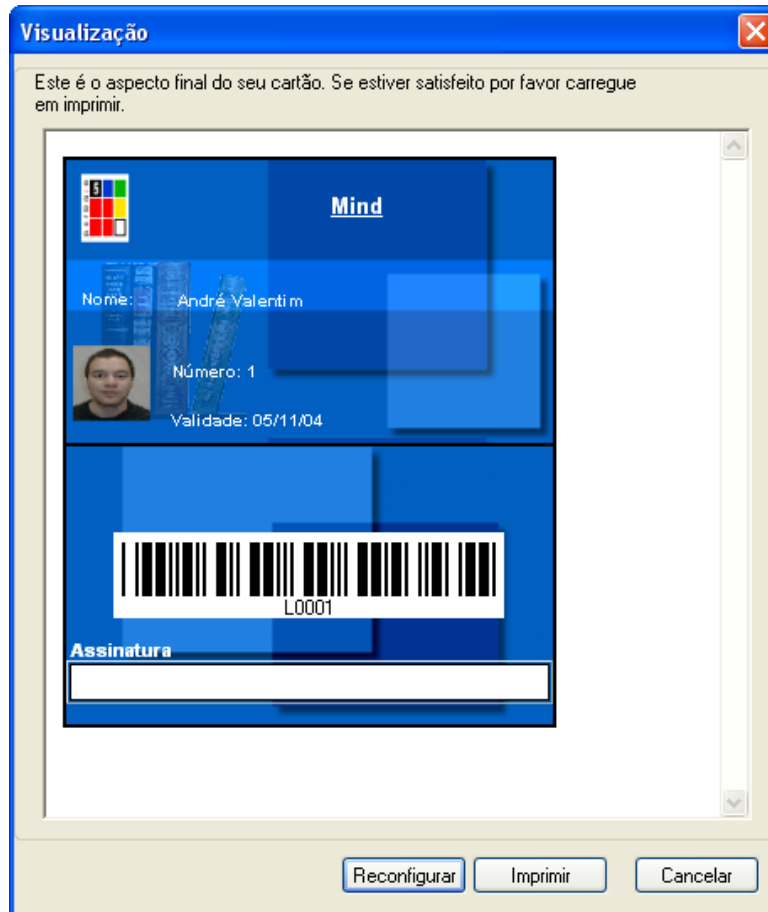 Visualização
Este é o aspecto final do seu cartão. Se estiver satisfeito por favor carregue
em imprimir.
5
Mind
Nome: André Valentim
Número: 1
Validade: 05/11/04
L0001
Assinatura
Reconfigurar Imprimir Cancelar